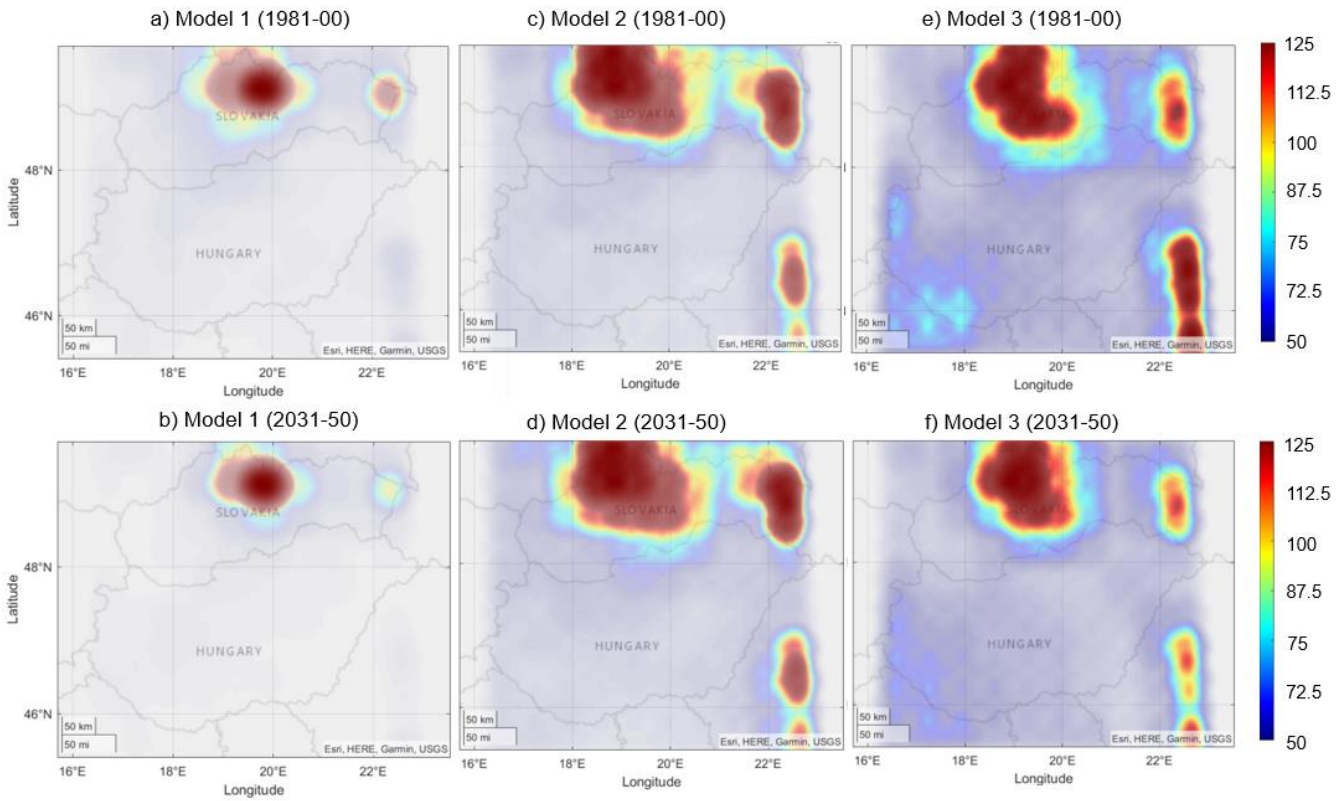 a) Model 1 (1981-00)
c) Model 2 (1981-00)
e) Model 3 (1981-00)
125
112.5
100
87.5
75
72.5
50
Latitude
48°N
46°N
SLOVAKIA
HUNGARY
50 km
50 mi
Esri, HERE, Garmin, USGS
16°E
18°E
20°E
22°E
Longitude
SLOVAKIA
HUNGARY
50 km
50 mi
Esri, HERE, Garmin, USGS
16°E
18°E
20°E
22°E
Longitude
HUNGARY
50 km
50 mi
Esri, HERE, Garmin, USGS
16°E
18°E
20°E
22°E
Longitude
b) Model 1 (2031-50)
d) Model 2 (2031-50)
f) Model 3 (2031-50)
125
112.5
100
87.5
75
72.5
50
Latitude
48°N
46°N
SLOVAKIA
HUNGARY
50 km
50 mi
Esri, HERE, Garmin, USGS
16°E
18°E
20°E
22°E
Longitude
SLOVAKIA
HUNGARY
50 km
50 mi
Esri, HERE, Garmin, USGS
16°E
18°E
20°E
22°E
Longitude
SLOVAKIA
HUNGARY
50 km
50 mi
Esri, HERE, Garmin, USGS
16°E
18°E
20°E
22°E
Longitude